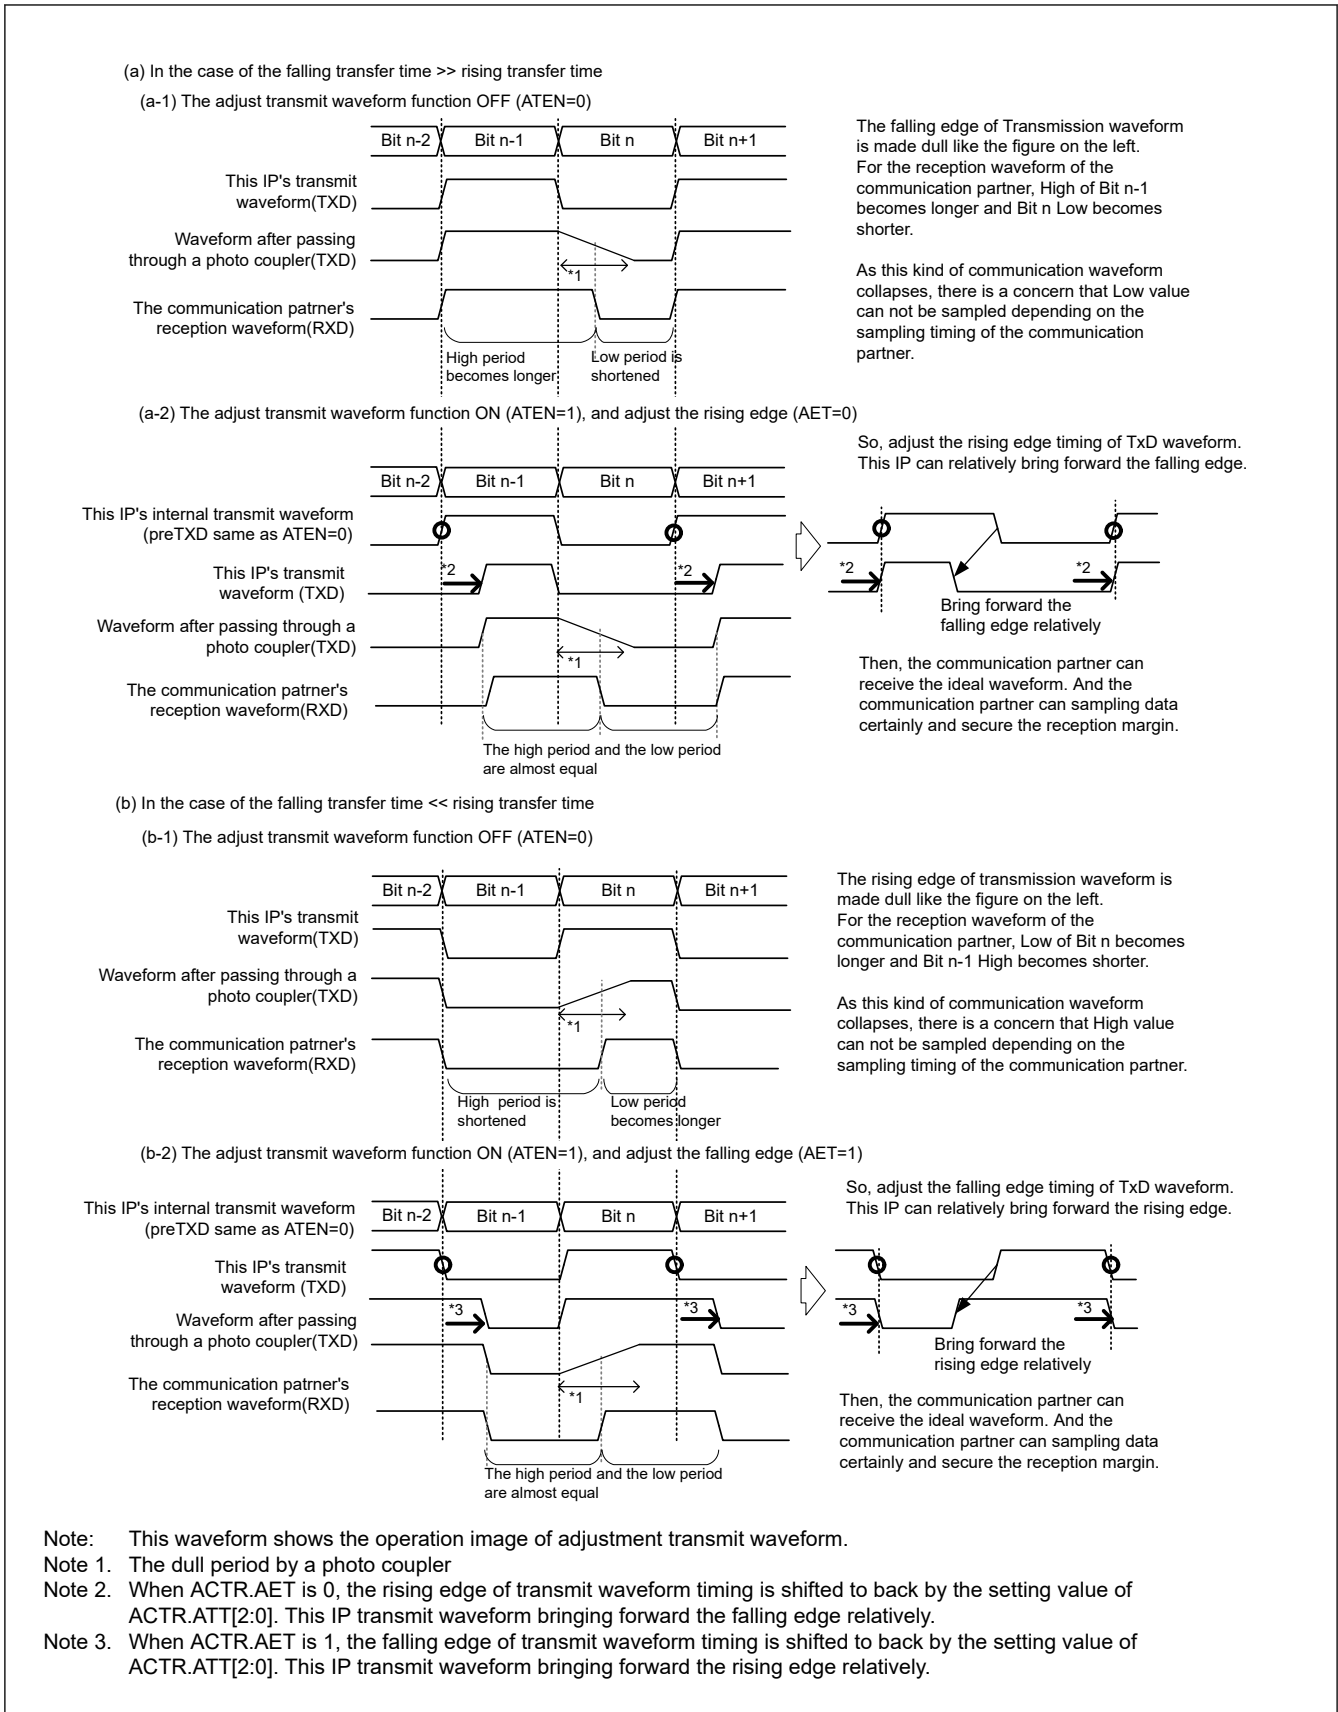 (a) In the case of the falling transfer time >> rising transfer time
(a-1) The adjust transmit waveform function OFF (ATEN=0)
Bit n-2 Bit n-1 Bit n Bit n+1
This IP's transmit
waveform(TXD)
Waveform after passing
through a photo coupler(TXD)
*1
The communication patrner's
reception waveform(RXD)
High period
becomes longer
Low period is
shortened
The falling edge of Transmission waveform
is made dull like the figure on the left.
For the reception waveform of the
communication partner, High of Bit n-1
becomes longer and Bit n Low becomes
shorter.
As this kind of communication waveform
collapses, there is a concern that Low value
can not be sampled depending on the
sampling timing of the communication
partner.
(a-2) The adjust transmit waveform function ON (ATEN=1), and adjust the rising edge (AET=0)
Bit n-2 Bit n-1 Bit n Bit n+1
This IP's internal transmit waveform
(preTXD same as ATEN=0)
This IP's transmit
waveform (TXD)
*2 *2
Waveform after passing through a
photo coupler(TXD)
*1
The communication patrner's
reception waveform(RXD)
The high period and the low period
are almost equal
So, adjust the rising edge timing of TxD waveform.
This IP can relatively bring forward the falling edge.
*2 *2
Bring forward the
falling edge relatively
Then, the communication partner can
receive the ideal waveform. And the
communication partner can sampling data
certainly and secure the reception margin.
(b) In the case of the falling transfer time << rising transfer time
(b-1) The adjust transmit waveform function OFF (ATEN=0)
Bit n-2 Bit n-1 Bit n Bit n+1
This IP's transmit
waveform(TXD)
Waveform after passing through a
photo coupler(TXD)
*1
The communication patrner's
reception waveform(RXD)
High period is
shortened
Low period
becomes longer
The rising edge of transmission waveform is
made dull like the figure on the left.
For the reception waveform of the
communication partner, Low of Bit n becomes
longer and Bit n-1 High becomes shorter.
As this kind of communication waveform
collapses, there is a concern that High value
can not be sampled depending on the
sampling timing of the communication partner.
(b-2) The adjust transmit waveform function ON (ATEN=1), and adjust the falling edge (AET=1)
This IP's internal transmit waveform
(preTXD same as ATEN=0)
Bit n-2 Bit n-1 Bit n Bit n+1
This IP's transmit
waveform (TXD)
*3 *3
Waveform after passing
through a photo coupler(TXD)
*1
The communication patrner's
reception waveform(RXD)
The high period and the low period
are almost equal
So, adjust the falling edge timing of TxD waveform.
This IP can relatively bring forward the rising edge.
*3 *3
Bring forward the
rising edge relatively
Then, the communication partner can
receive the ideal waveform. And the
communication partner can sampling data
certainly and secure the reception margin.
Note: This waveform shows the operation image of adjustment transmit waveform.
Note 1. The dull period by a photo coupler
Note 2. When ACTR.AET is 0, the rising edge of transmit waveform timing is shifted to back by the setting value of
ACTR.ATT[2:0]. This IP transmit waveform bringing forward the falling edge relatively.
Note 3. When ACTR.AET is 1, the falling edge of transmit waveform timing is shifted to back by the setting value of
ACTR.ATT[2:0]. This IP transmit waveform bringing forward the rising edge relatively.